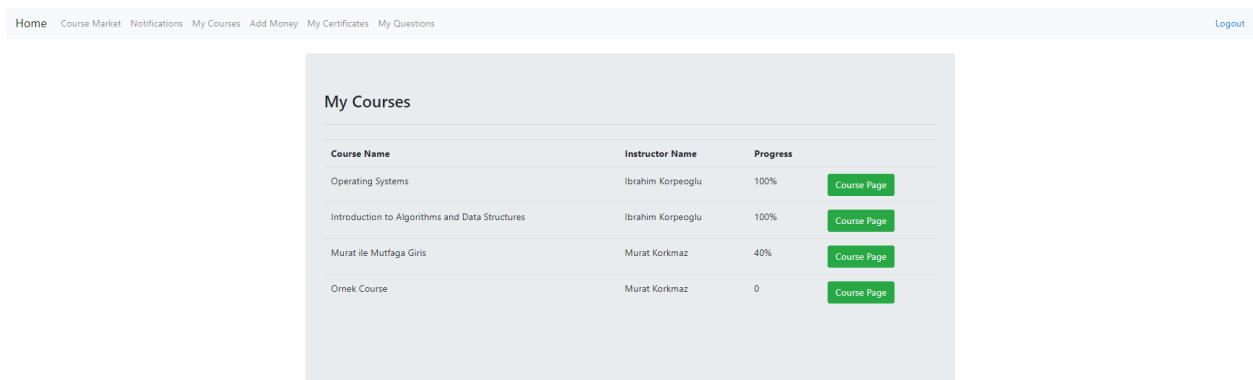 Home Course Market Notifications My Courses Add Money My Certificates My Questions Logout
My Courses
Course Name Instructor Name Progress
Operating Systems Ibrahim Korpeoglu 100% Course Page
Introduction to Algorithms and Data Structures Ibrahim Korpeoglu 100% Course Page
Murat ile Mutfaga Giris Murat Korkmaz 40% Course Page
Ornek Course Murat Korkmaz 0 Course Page